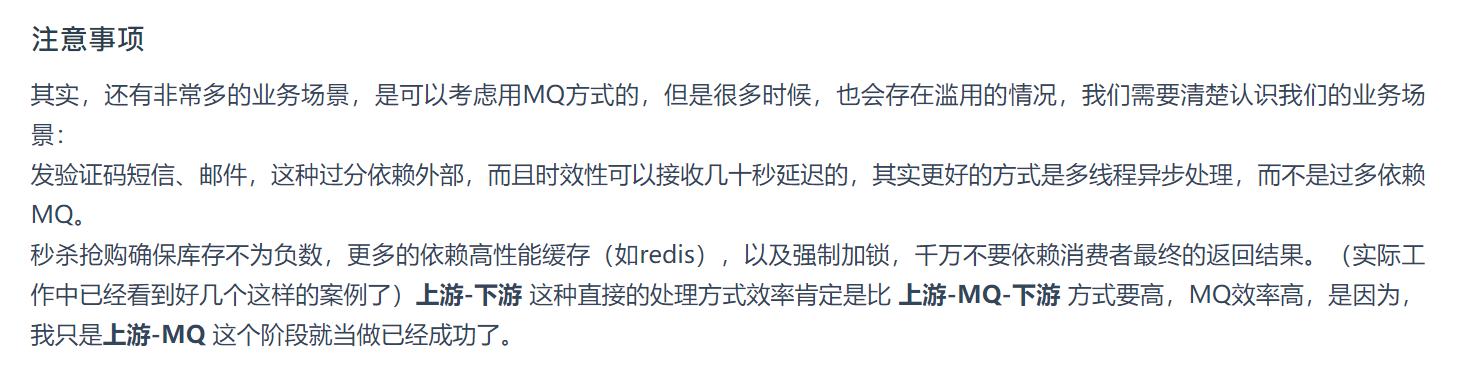 注意事项
其实，还有非常多的业务场景，是可以考虑用MQ方式的，但是很多时候，也会存在滥用的情况，我们需要清楚认识我们的业务场
景：
发验证码短信、邮件，这种过分依赖外部，而且时效性可以接收几十秒延迟的，其实更好的方式是多线程异步处理，而不是过多依赖
MQ。
秒杀抢购确保库存不为负数，更多的依赖高性能缓存（如redis），以及强制加锁，千万不要依赖消费者最终的返回结果。（实际工
作中已经看到好几个这样的案例了）上游-下游 这种直接的处理方式效率肯定是比 上游-MQ-下游 方式要高，MQ效率高，是因为，
我只是上游-MQ 这个阶段就当做已经成功了。